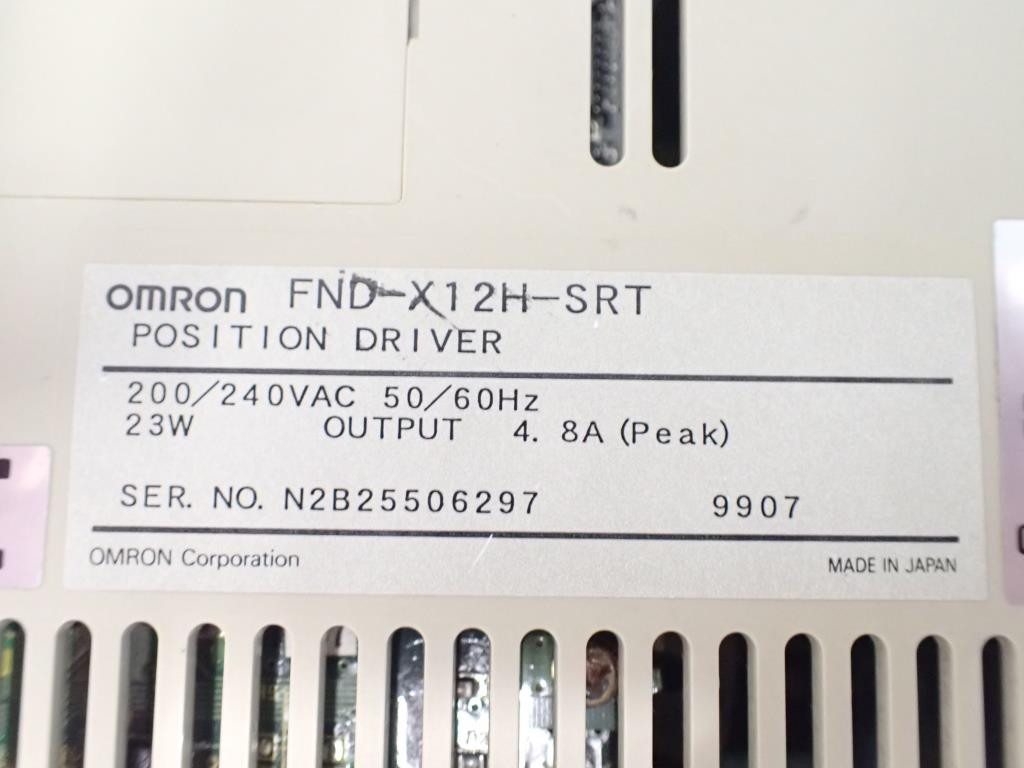 OMRON FND-X12H-SRT
POSITION DRIVER
200/240VAC 50/60Hz
23W OUTPUT 4. 8A (Peak)
SER. NO. N2B25506297 9907
OMRON Corporation MADE IN JAPAN